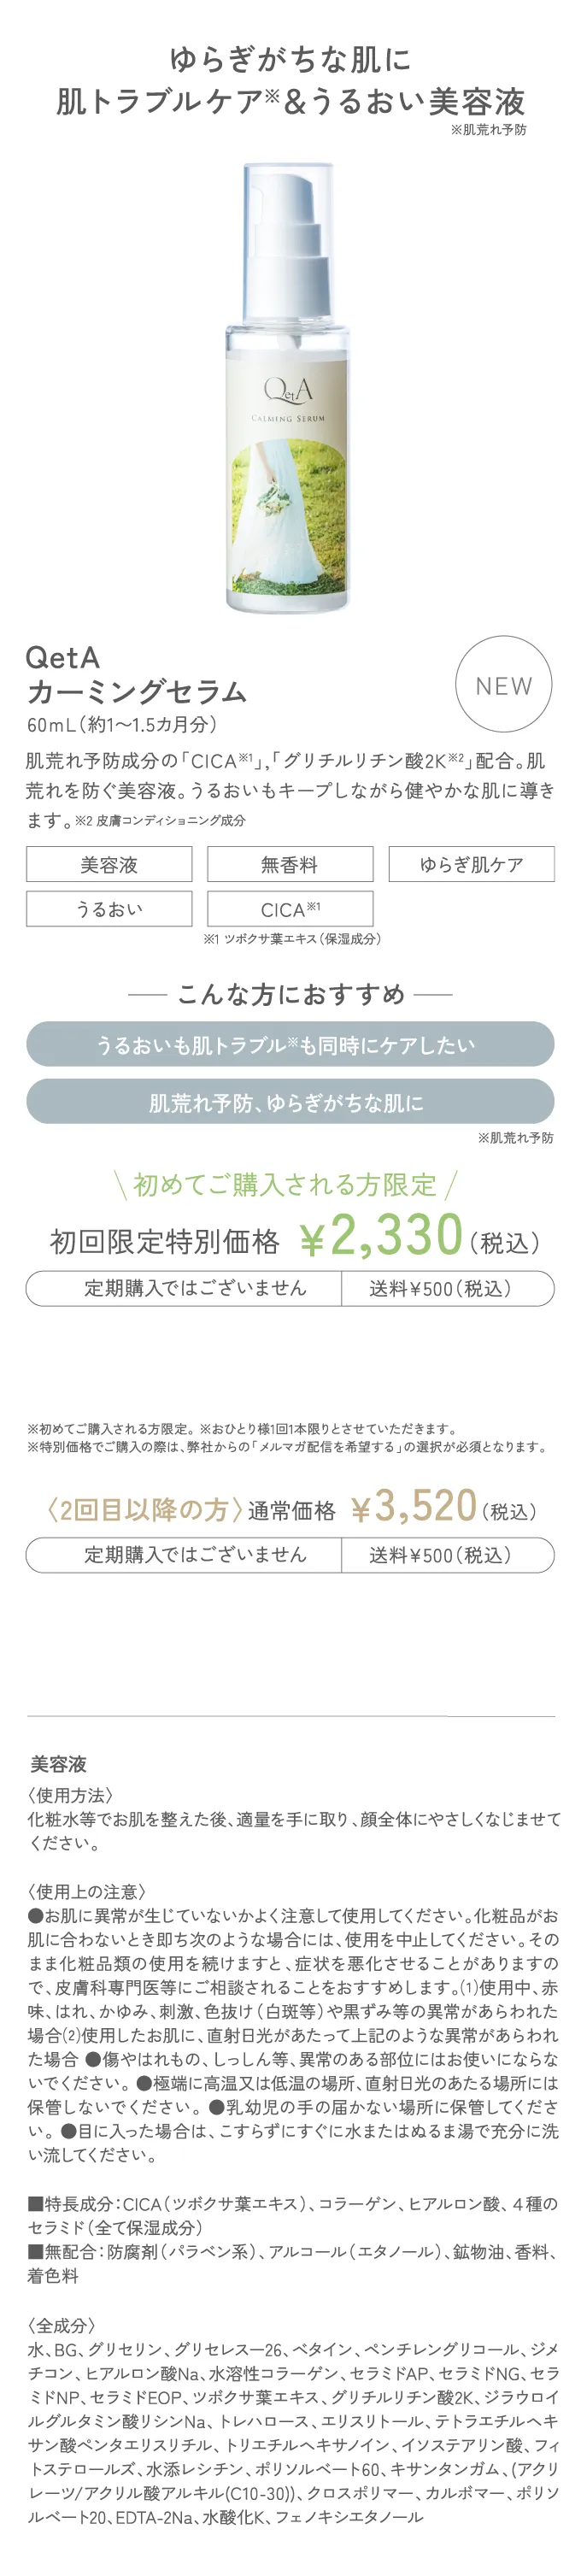 ゆらぎがちな肌に
肌トラブルケア※&うるおい美容液
※肌荒れ予防
QetA
CALMING SERUM
QetA
カーミングセラム
NEW
60mL（約1〜1.5カ月分）
肌荒れ予防成分の「CICA※1」,「グリチルリチン酸2K※2」配合。肌
荒れを防ぐ美容液。うるおいもキープしながら健やかな肌に導き
ます。※2 皮膚コンディショニング成分
美容液 無香料 ゆらぎ肌ケア
うるおい CICA※1
※1 ツボクサ葉エキス（保湿成分）
こんな方におすすめ
うるおいも肌トラブル※も同時にケアしたい
肌荒れ予防、ゆらぎがちな肌に
※肌荒れ予防
\ 初めてご購入される方限定 /
初回限定特別価格 ¥2,330（税込）
定期購入ではございません 送料¥500（税込）
※初めてご購入される方限定。※おひとり様1回1本限りとさせていただきます。
※特別価格でご購入の際は、弊社からの「メルマガ配信を希望する」の選択が必須となります。
〈2回目以降の方〉通常価格 ¥3,520（税込）
定期購入ではございません 送料¥500（税込）
美容液
〈使用方法〉
化粧水等でお肌を整えた後、適量を手に取り、顔全体にやさしくなじませて
ください。
〈使用上の注意〉
●お肌に異常が生じていないかよく注意して使用してください。化粧品がお
肌に合わないとき即ち次のような場合には、使用を中止してください。その
まま化粧品類の使用を続けますと、症状を悪化させることがありますの
で、皮膚科専門医等にご相談されることをおすすめします。⑴使用中、赤
味、はれ、かゆみ、刺激、色抜け（白斑等）や黒ずみ等の異常があらわれた
場合⑵使用したお肌に、直射日光があたって上記のような異常があらわれ
た場合 ●傷やはれもの、しっしん等、異常のある部位にはお使いにならな
いでください。●極端に高温又は低温の場所、直射日光のあたる場所には
保管しないでください。●乳幼児の手の届かない場所に保管してくださ
い。●目に入った場合は、こすらずにすぐに水またはぬるま湯で充分に洗
い流してください。
■特長成分：CICA（ツボクサ葉エキス）、コラーゲン、ヒアルロン酸、４種の
セラミド（全て保湿成分）
■無配合：防腐剤（パラベン系）、アルコール（エタノール）、鉱物油、香料、
着色料
〈全成分〉
水、BG、グリセリン、グリセレスー26、ベタイン、ペンチレングリコール、ジメ
チコン、ヒアルロン酸Na、水溶性コラーゲン、セラミドAP、セラミドNG、セラ
ミドNP、セラミドEOP、ツボクサ葉エキス、グリチルリチン酸2K、ジラウロイ
ルグルタミン酸リシンNa、トレハロース、エリスリトール、テトラエチルヘキ
サン酸ペンタエリスリチル、トリエチルヘキサノイン、イソステアリン酸、フィ
トステロールズ、水添レシチン、ポリソルベート60、キサンタンガム、(アクリ
レーツ/アクリル酸アルキル(C10-30))、クロスポリマー、カルボマー、ポリソ
ルベート20、EDTA-2Na、水酸化K、フェノキシエタノール